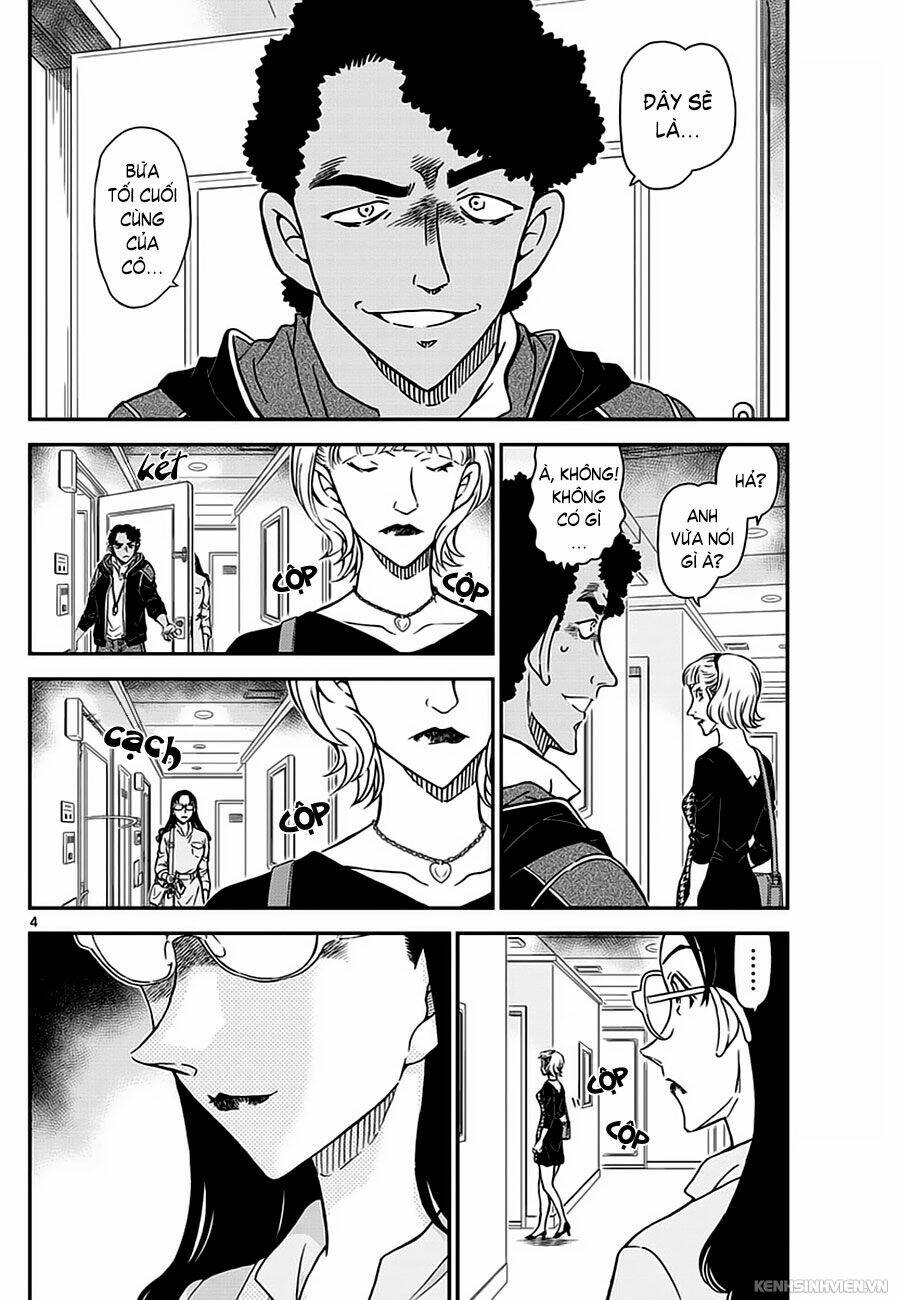 ĐÂY SẼ
LÀ...
BỮA
TỐI CUỐI
CÙNG
CỦA
CÔ...
HẢ?
ANH
VỪA NÓI
GÌ À?
À, KHÔNG!
KHÔNG
CÓ GÌ
...
két
CỘP
CỘP
cạch
CỘP
4
......
CỘP
CỘP
KENHSINHVIEN.VN